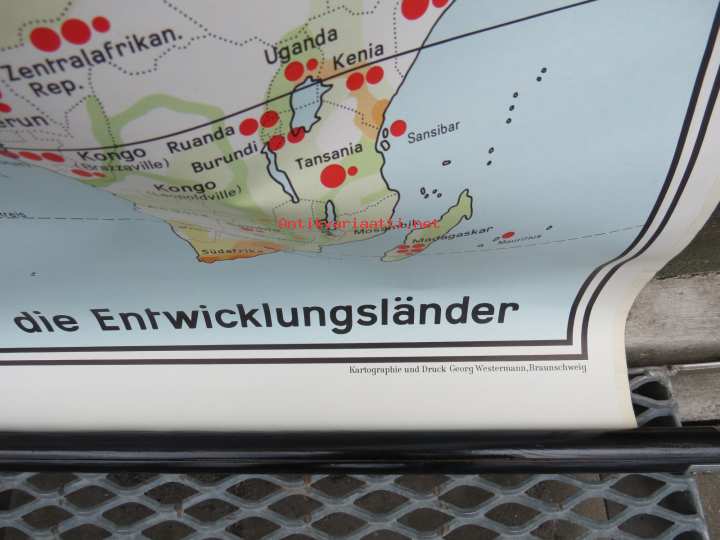 Zentralafrikan.
Rep.
Uganda
Kenia
Ruanda
Burundi
Kongo
(Brazzaville)
Kongo
Tansania
Sansibar
Madagaskar
Mauritius
Südafrika
Antikvariaatti.net
die Entwicklungsländer
Kartographie und Druck Georg Westermann, Braunschweig